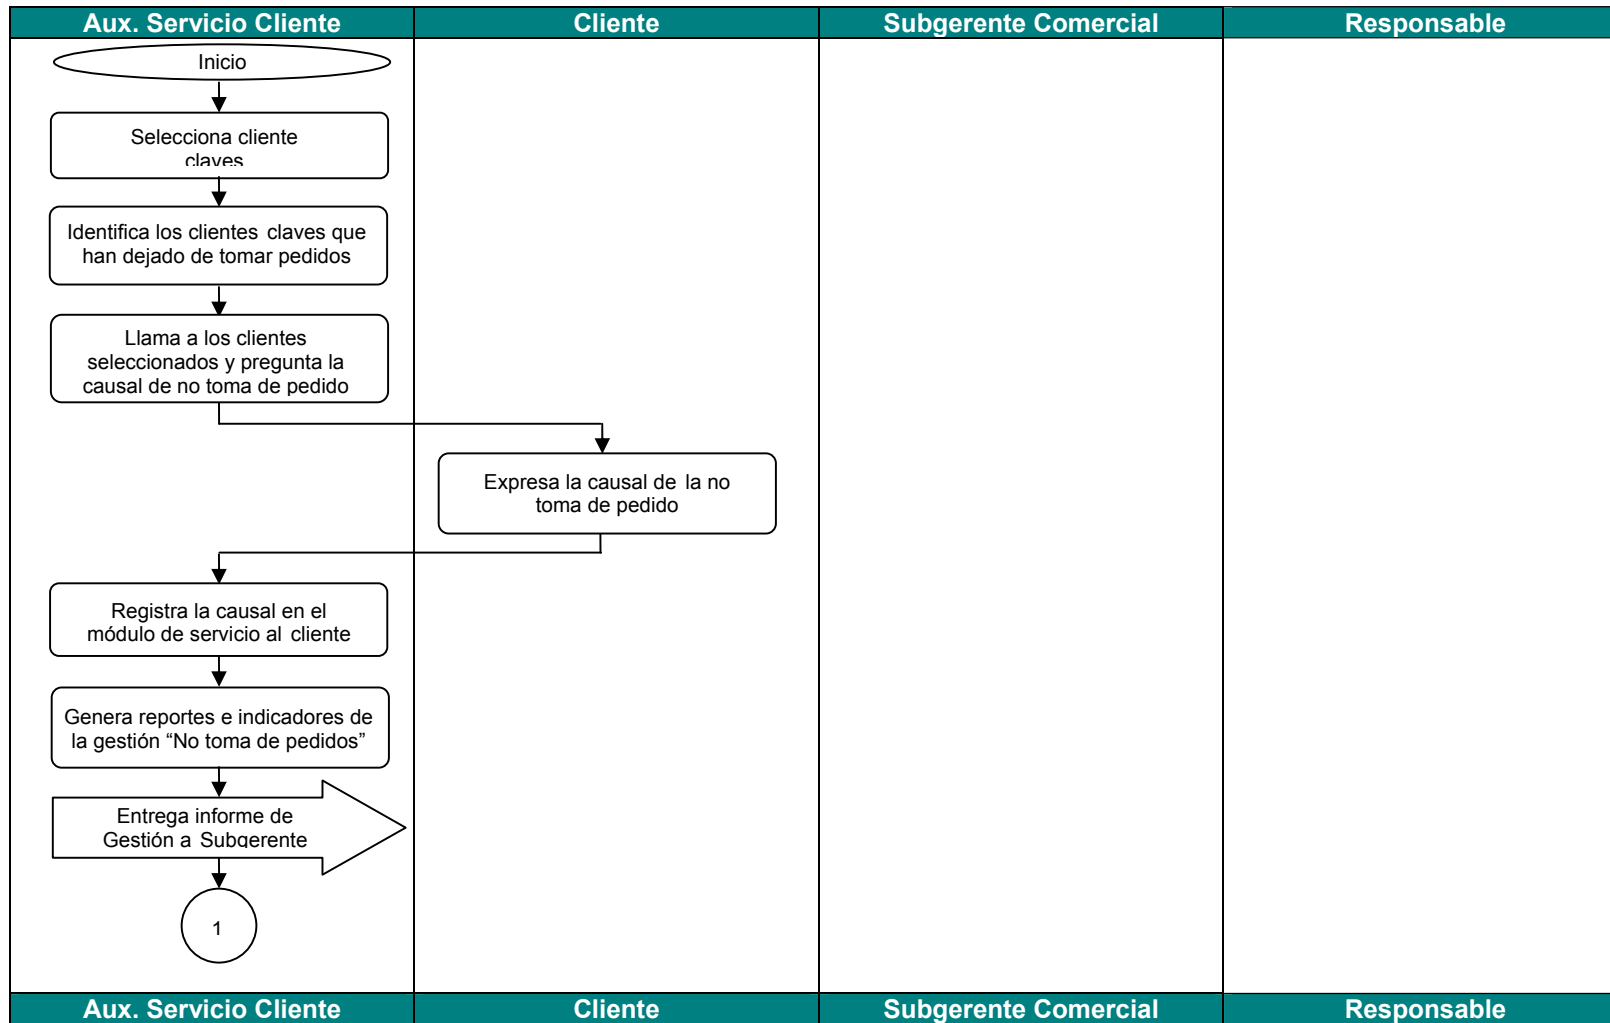 Aux. Servicio Cliente
Cliente
Subgerente Comercial
Responsable
Inicio
Selecciona cliente
claves
Identifica los clientes claves que
han dejado de tomar pedidos
Llama a los clientes
seleccionados y pregunta la
causal de no toma de pedido
Expresa la causal de la no
toma de pedido
Registra la causal en el
módulo de servicio al cliente
Genera reportes e indicadores de
la gestión “No toma de pedidos”
Entrega informe de
Gestión a Subgerente
1
Aux. Servicio Cliente
Cliente
Subgerente Comercial
Responsable